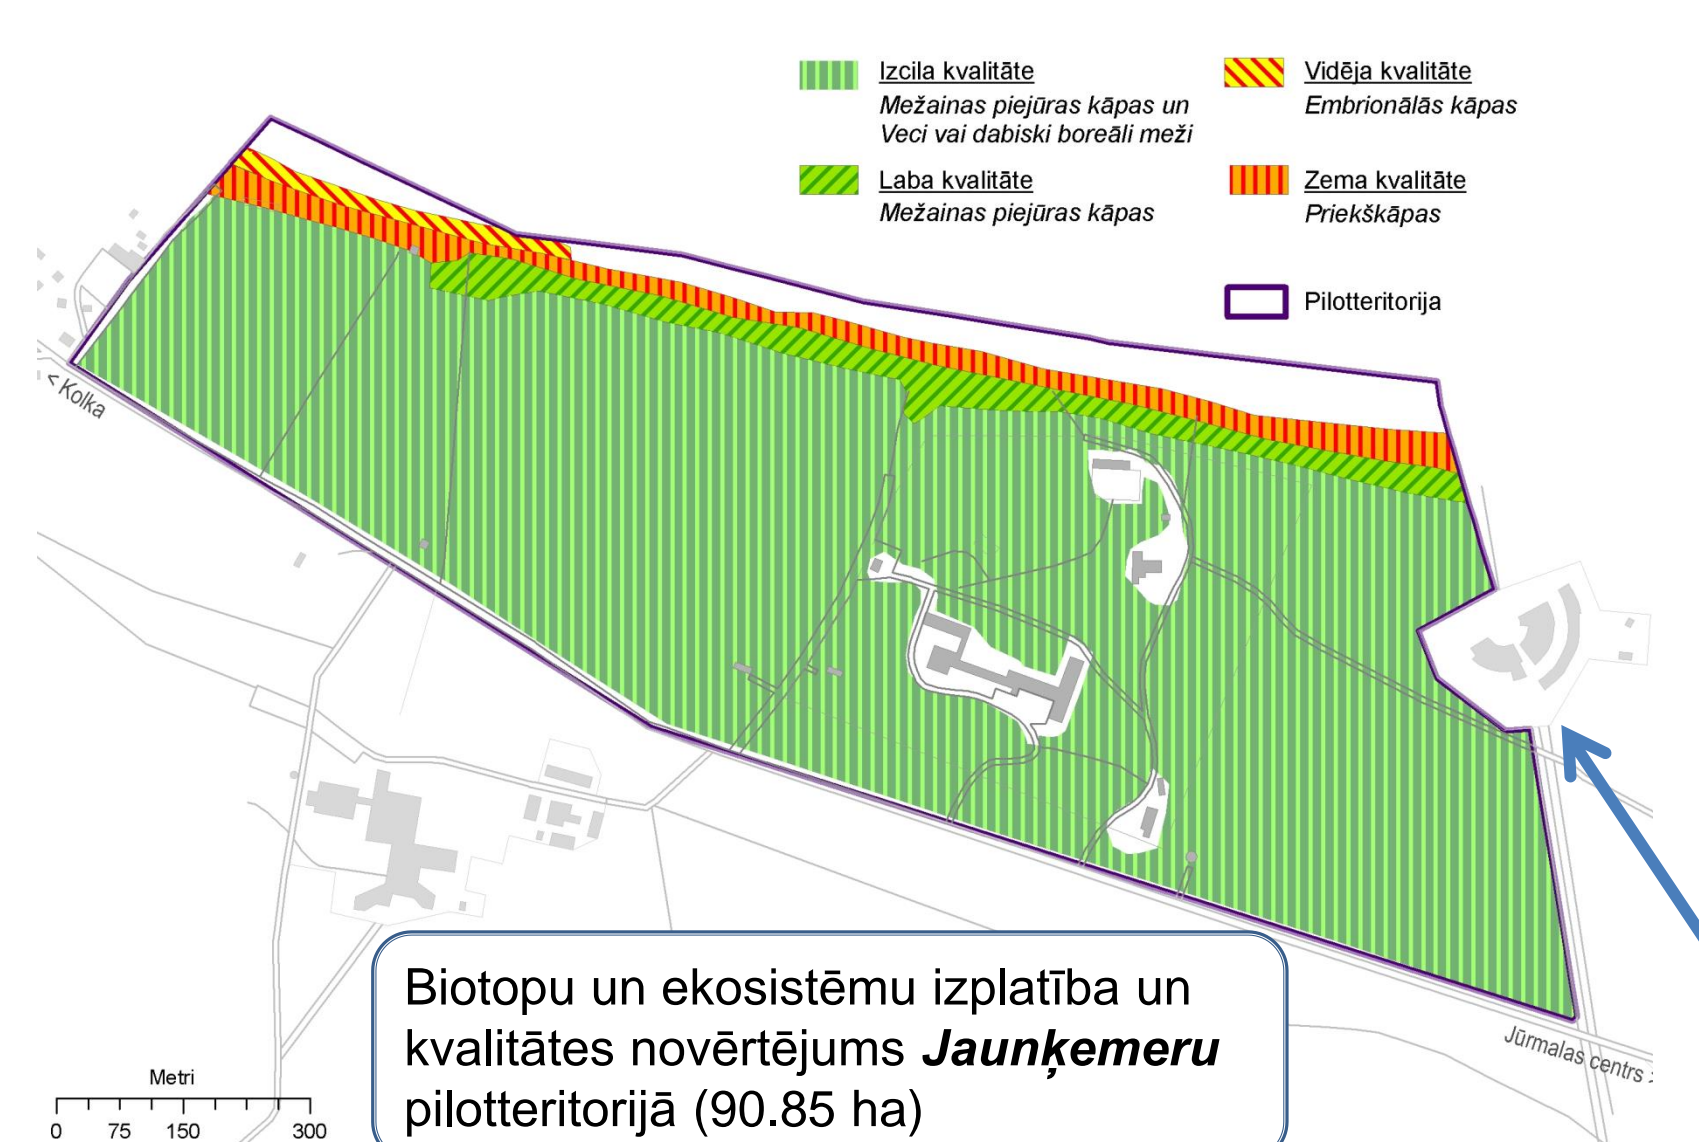 Izcila kvalitāte
Mežainas piejūras kāpas un
Veci vai dabiski boreāli meži
Laba kvalitāte
Mežainas piejūras kāpas
Vidēja kvalitāte
Embrionālās kāpas
Zema kvalitāte
Priekškāpas
Pilotteritorija
< Kolka
Jūrmalas centrs >
Biotopu un ekosistēmu izplatība un
kvalitātes novērtējums Jaunķemeru
pilotteritorijā (90.85 ha)
Metri
0 75 150 300